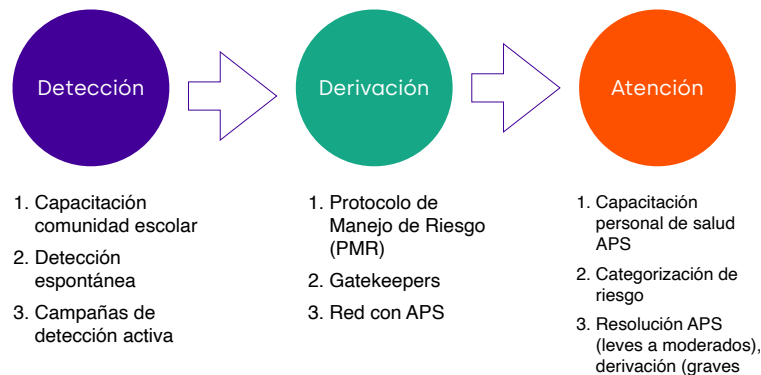 Detección
Derivación
Atención
1. Capacitación
comunidad escolar
2. Detección
espontánea
3. Campañas de
detección activa
1. Protocolo de
Manejo de Riesgo
(PMR)
2. Gatekeepers
3. Red con APS
1. Capacitación
personal de salud
APS
2. Categorización de
riesgo
3. Resolución APS
(leves a moderados),
derivación (graves